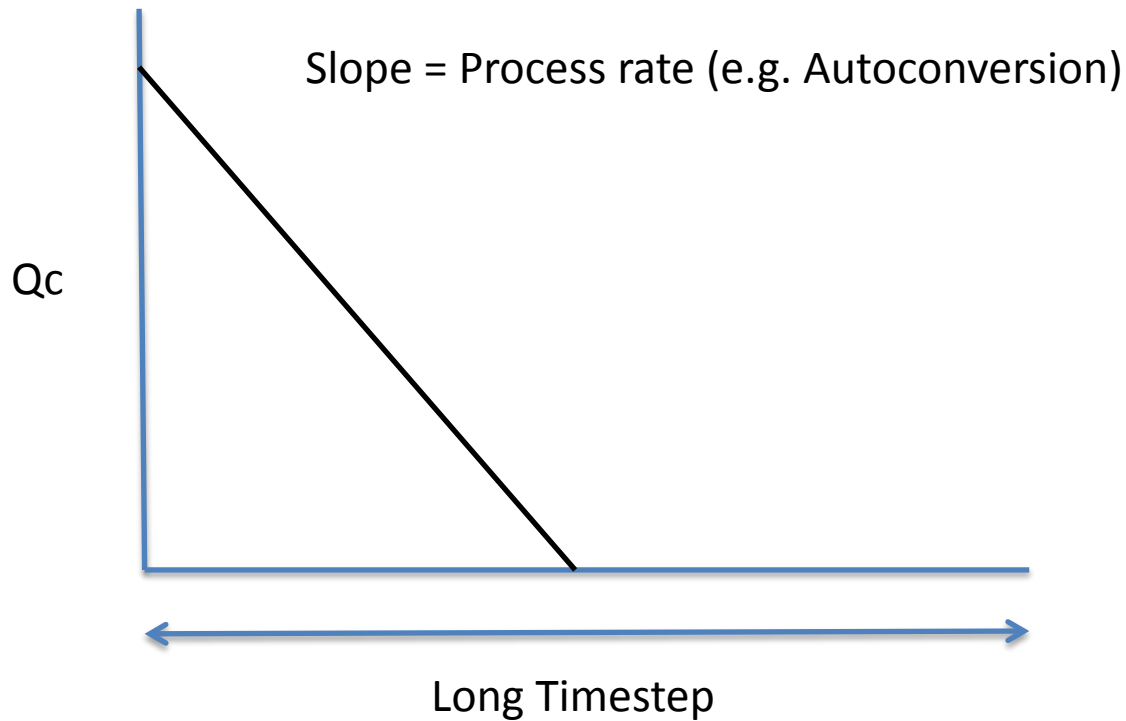 Slope = Process rate (e.g. Autoconversion)
Qc
Long Timestep